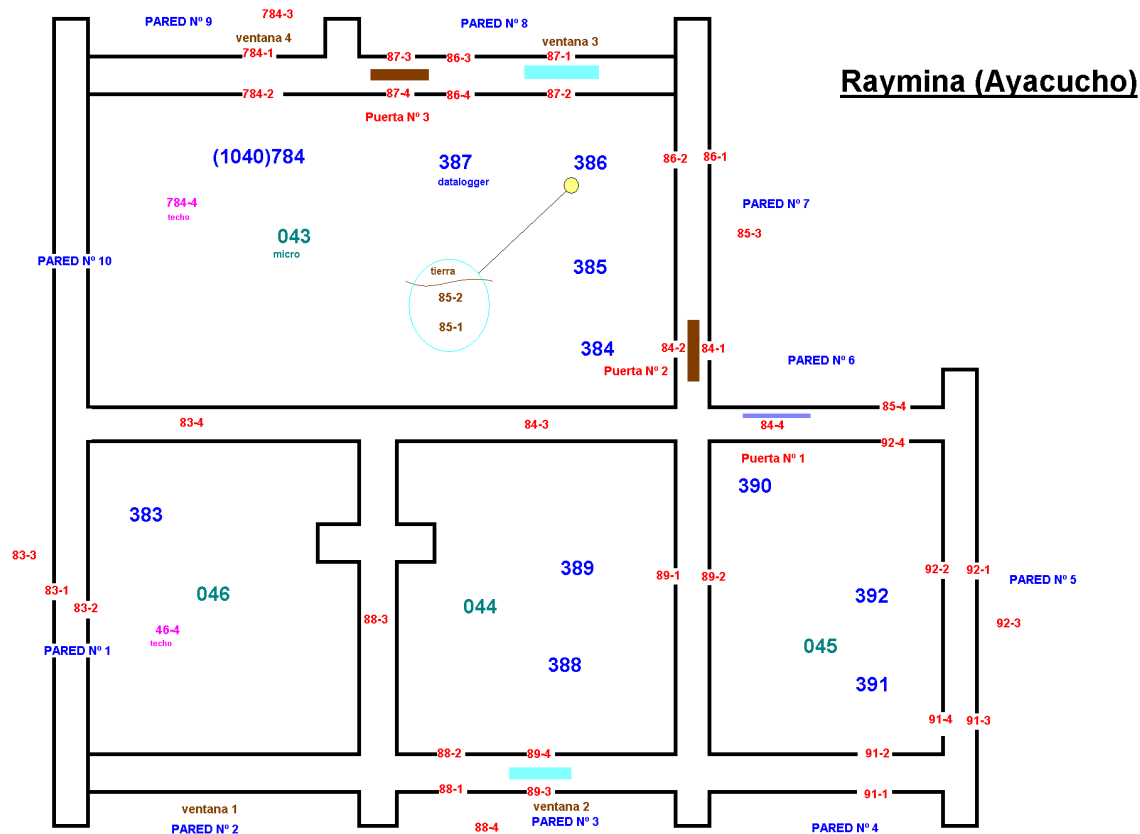 784-3
PARED Nº 9
PARED Nº 8
ventana 4
ventana 3
784-1
87-3
86-3
87-1
Raymina (Ayacucho)
784-2
87-4
86-4
87-2
Puerta Nº 3
(1040)784
387
datalogger
386
86-2
86-1
784-4
techo
PARED Nº 7
85-3
043
micro
PARED Nº 10
tierra
85-2
85-1
385
384
84-2
84-1
Puerta Nº 2
PARED Nº 6
83-4
84-3
84-4
85-4
92-4
Puerta Nº 1
383
390
83-3
83-1
83-2
046
389
89-1
89-2
92-2
92-1
PARED Nº 5
044
392
88-3
92-3
46-4
techo
045
PARED Nº 1
388
391
91-4
91-3
88-2
89-4
91-2
88-1
89-3
91-1
ventana 1
ventana 2
PARED Nº 2
88-4
PARED Nº 3
PARED Nº 4